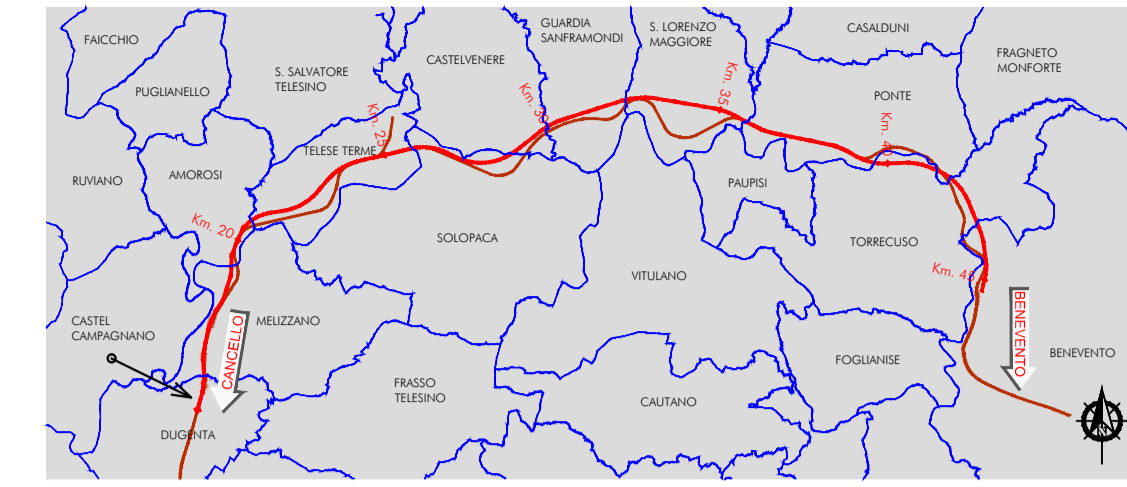 FAICCHIO
PUGLIANELLO
S. SALVATORE
TELESINO
CASTELVENERE
GUARDIA
SANFRAMONDI
S. LORENZO
MAGGIORE
CASALDUNI
FRAGNETO
MONFORTE
PONTE
Km. 25
Km. 30
Km. 35
Km. 40
TELESE TERME
RUVIANO
AMOROSI
PAUPISI
Km. 20
SOLOPACA
TORRECUSO
VITULANO
Km. 45
CASTEL
CAMPAGNANO
MELIZZANO
CANCELLO
BENEVENTO
FOGLIANISE
BENEVENTO
FRASSO
TELESINO
CAUTANO
DUGENTA
N